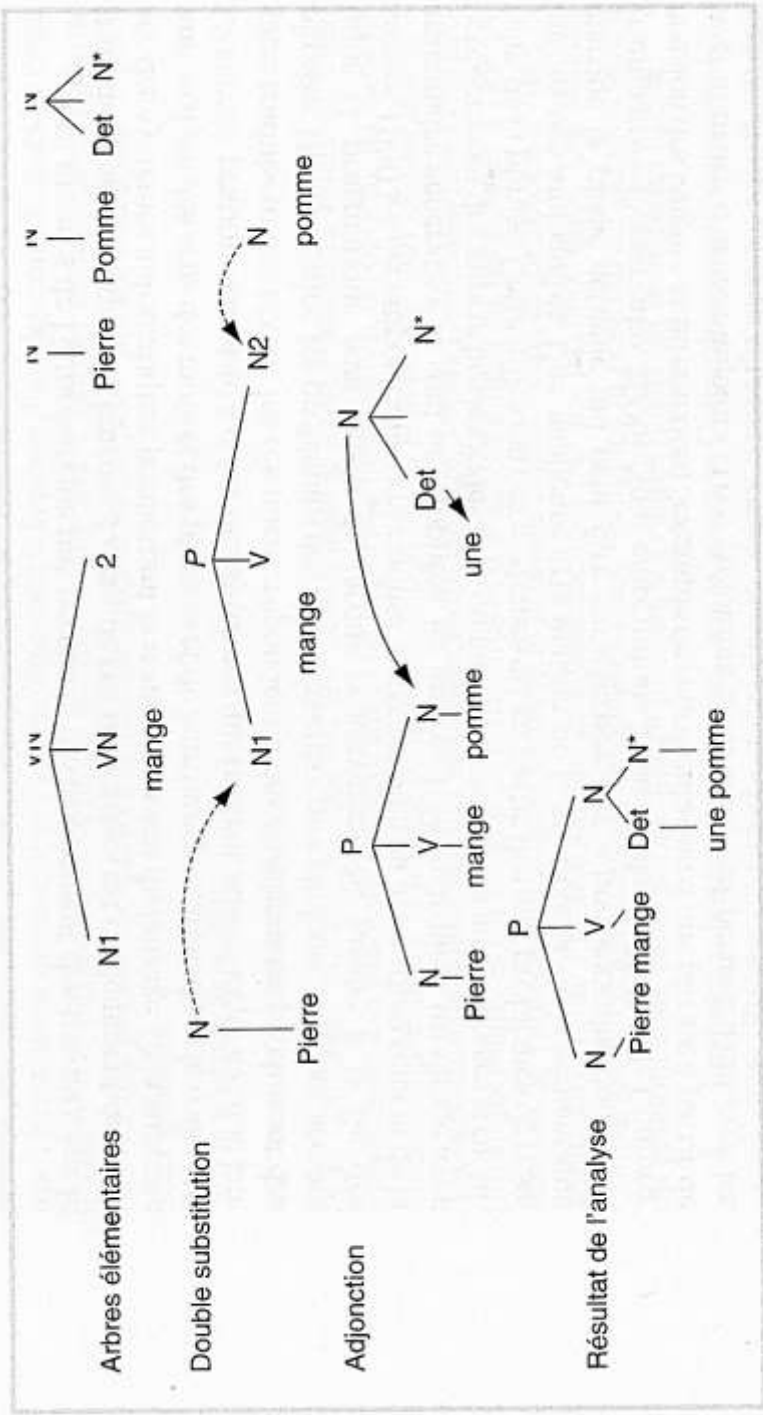 VN N N N
Arbres élémentaires N1 VN 2 Pierre Pomme Det N*
mange
P
Double substitution N N1 V N2 N
Pierre mange pomme
P N
Adjonction N V N Det N*
Pierre mange pomme une
P
Résultat de l'analyse N V N
Pierre mange Det N*
une pomme